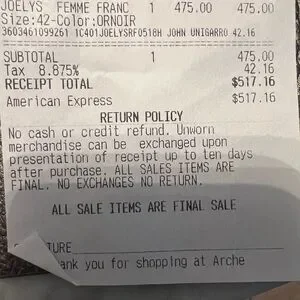 JOELYS FEMME FRANC 1 475.00 475.00
Size:42-Color:ORNOIR
3603461099261 1C401JOELYSRF0518H JOHN UNIGARRO 42.16
SUBTOTAL 1 475.00
Tax 8.875% 42.16
RECEIPT TOTAL $517.16
American Express $517.16
RETURN POLICY
No cash or credit refund. Unworn
merchandise can be exchanged upon
presentation of receipt up to ten days
after purchase. ALL SALES ITEMS ARE
FINAL. NO EXCHANGES NO RETURN.
ALL SALE ITEMS ARE FINAL SALE
TURE
ank you for shopping at Arche